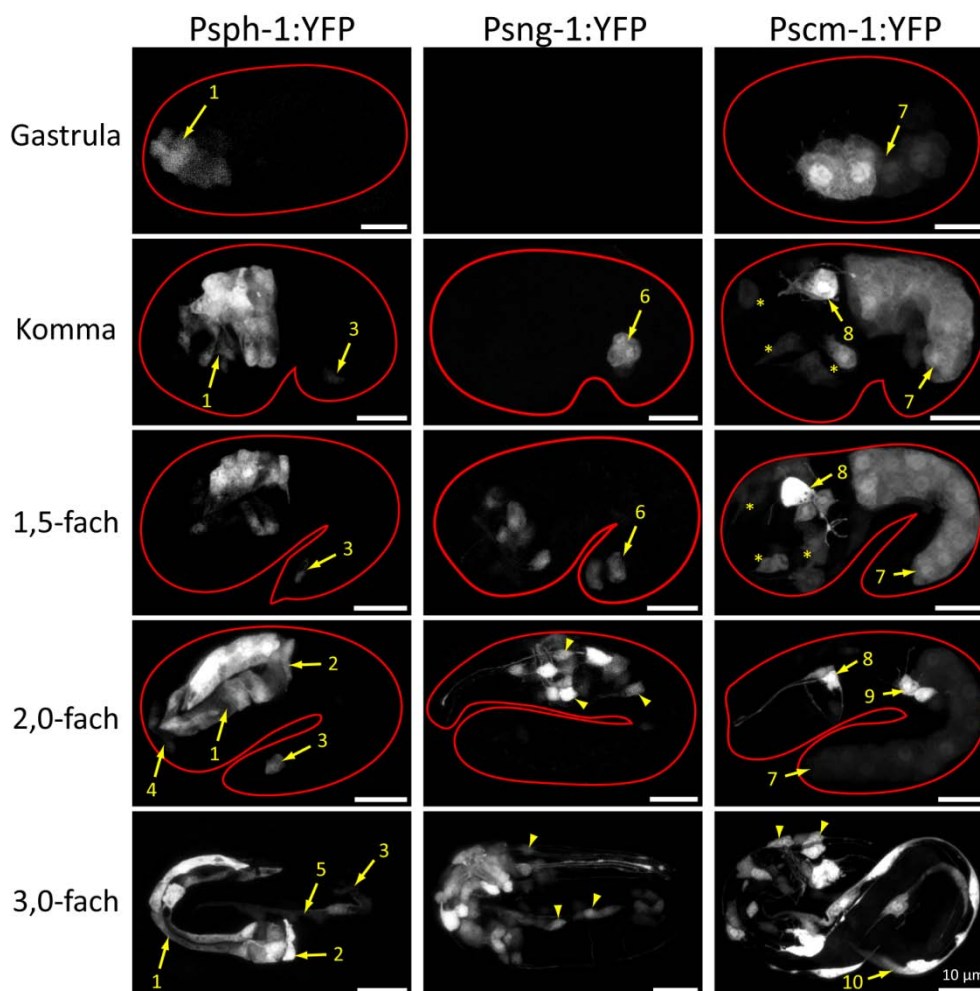 Psph-1:YFP Psng-1:YFP Pscm-1:YFP
Gastrula 1 7
Komma 1 3 6 8 7 * * *
1,5-fach 3 6 8 7 * * *
2,0-fach 2 1 3 4 8 9 7
3,0-fach 3 5 1 2 10 10 µm